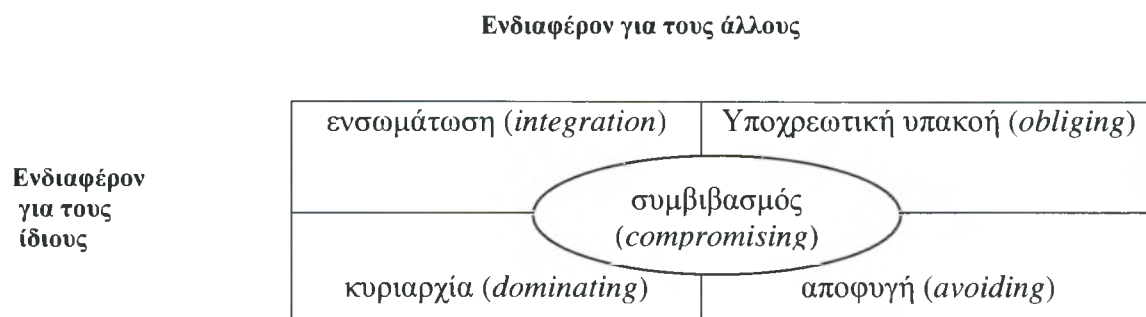 Ενδιαφέρον για τους άλλους
ενσωμάτωση (integration)
Υποχρεωτική υπακοή (obliging)
Ενδιαφέρον
για τους
ίδιους
συμβιβασμός
(compromising)
κυριαρχία (dominating)
αποφυγή (avoiding)